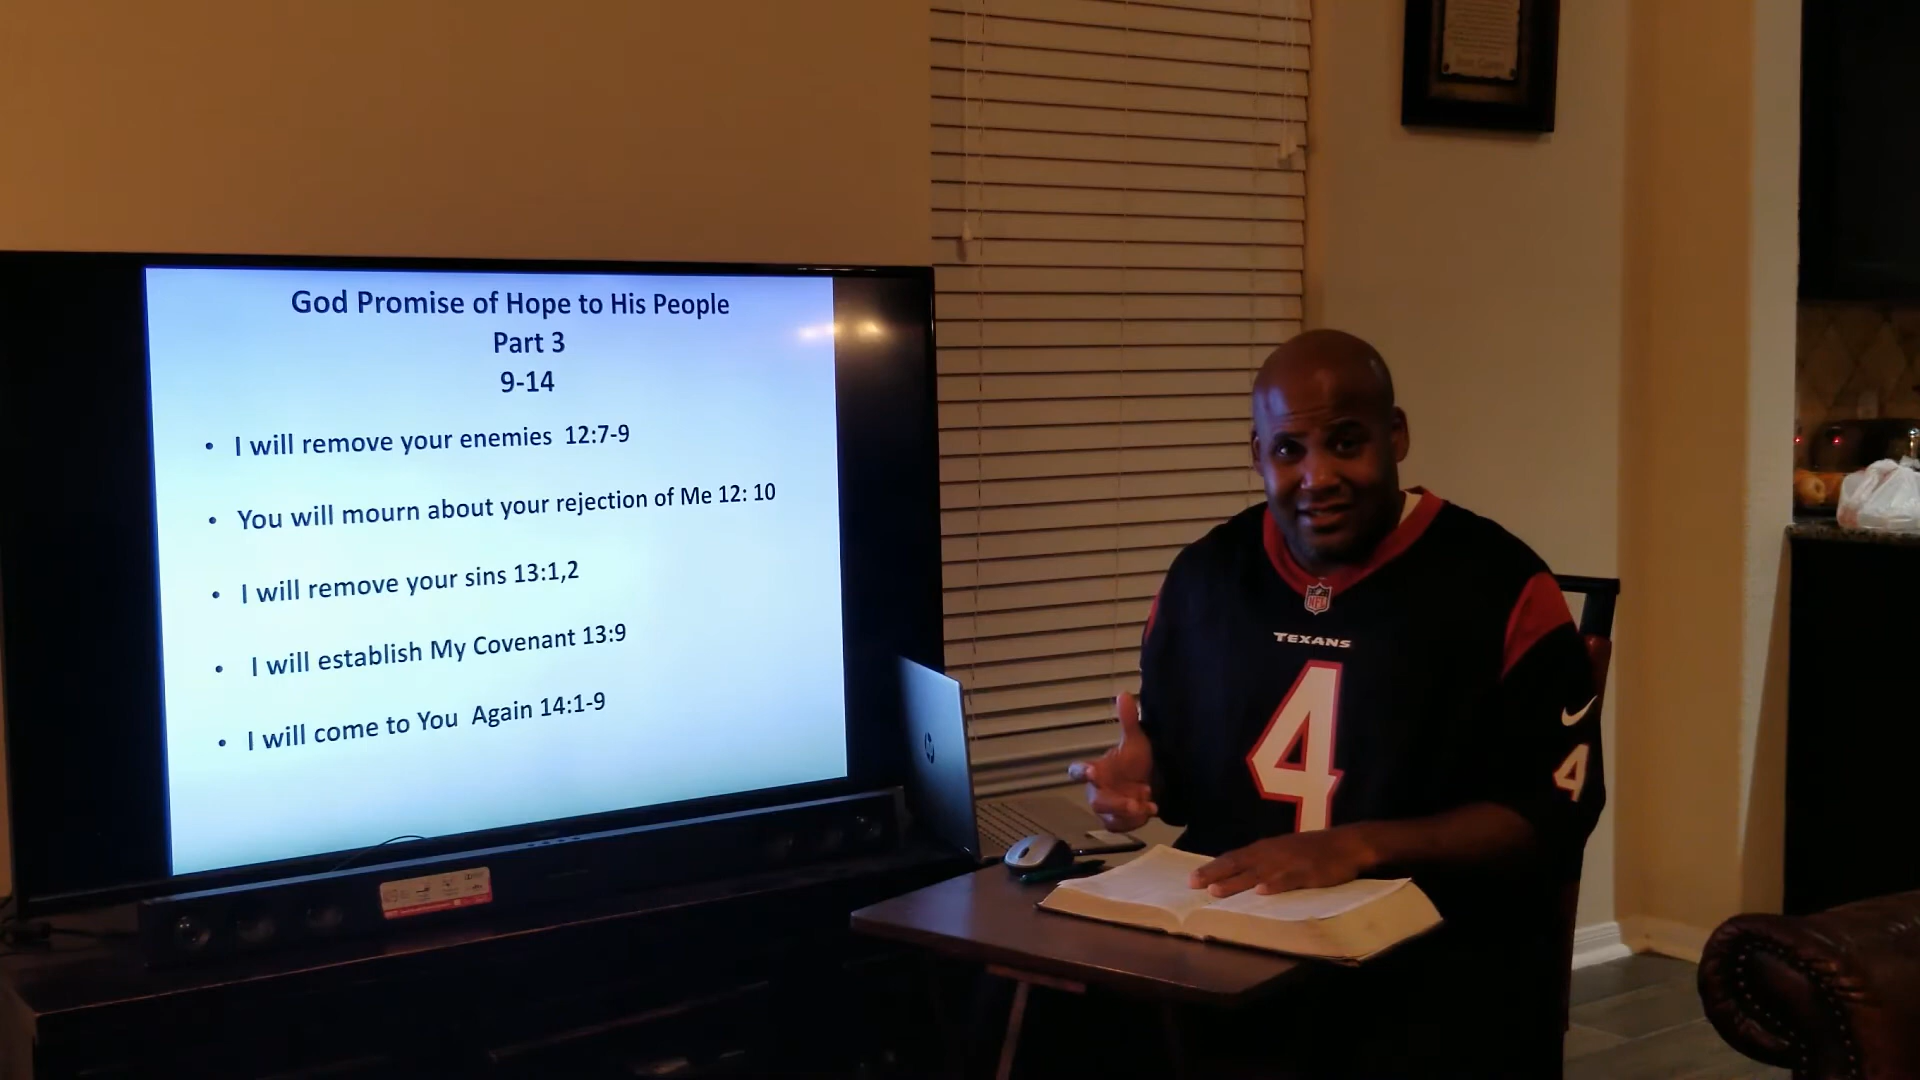 God Promise of Hope to His People
Part 3
9-14
• I will remove your enemies 12:7-9
• You will mourn about your rejection of Me 12: 10
• I will remove your sins 13:1,2
• I will establish My Covenant 13:9
• I will come to You Again 14:1-9
NFL
TEXANS
4
4
hp